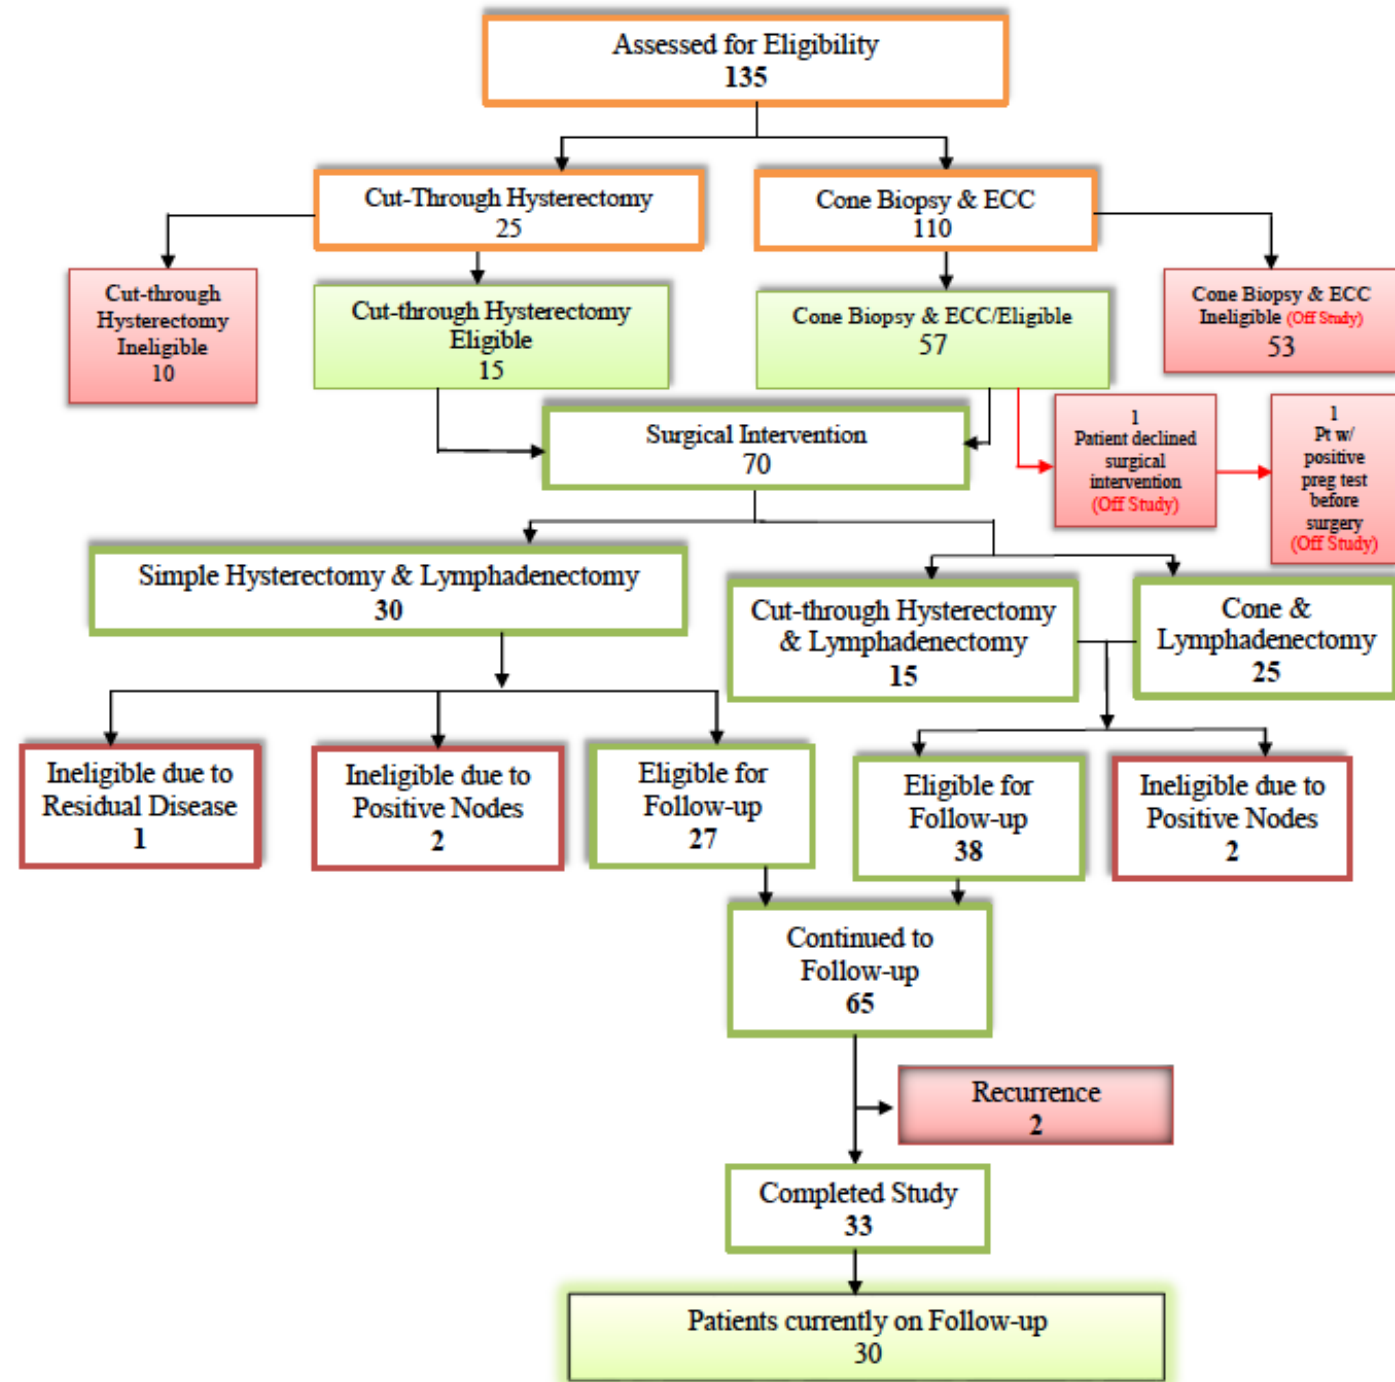 Assessed for Eligibility
135
Cut-Through Hysterectomy
25
Cone Biopsy & ECC
110
Cut-through
Hysterectomy
Ineligible
10
Cut-through Hysterectomy
Eligible
15
Cone Biopsy & ECC/Eligible
57
Cone Biopsy & ECC
Ineligible (Off Study)
53
Surgical Intervention
70
1
Patient declined
surgical
intervention
(Off Study)
1
Pt w/
positive
preg test
before
surgery
(Off Study)
Simple Hysterectomy & Lymphadenectomy
30
Cut-through Hysterectomy
& Lymphadenectomy
15
Cone &
Lymphadenectomy
25
Ineligible due to
Residual Disease
1
Ineligible due to
Positive Nodes
2
Eligible for
Follow-up
27
Eligible for
Follow-up
38
Ineligible due to
Positive Nodes
2
Continued to
Follow-up
65
Recurrence
2
Completed Study
33
Patients currently on Follow-up
30